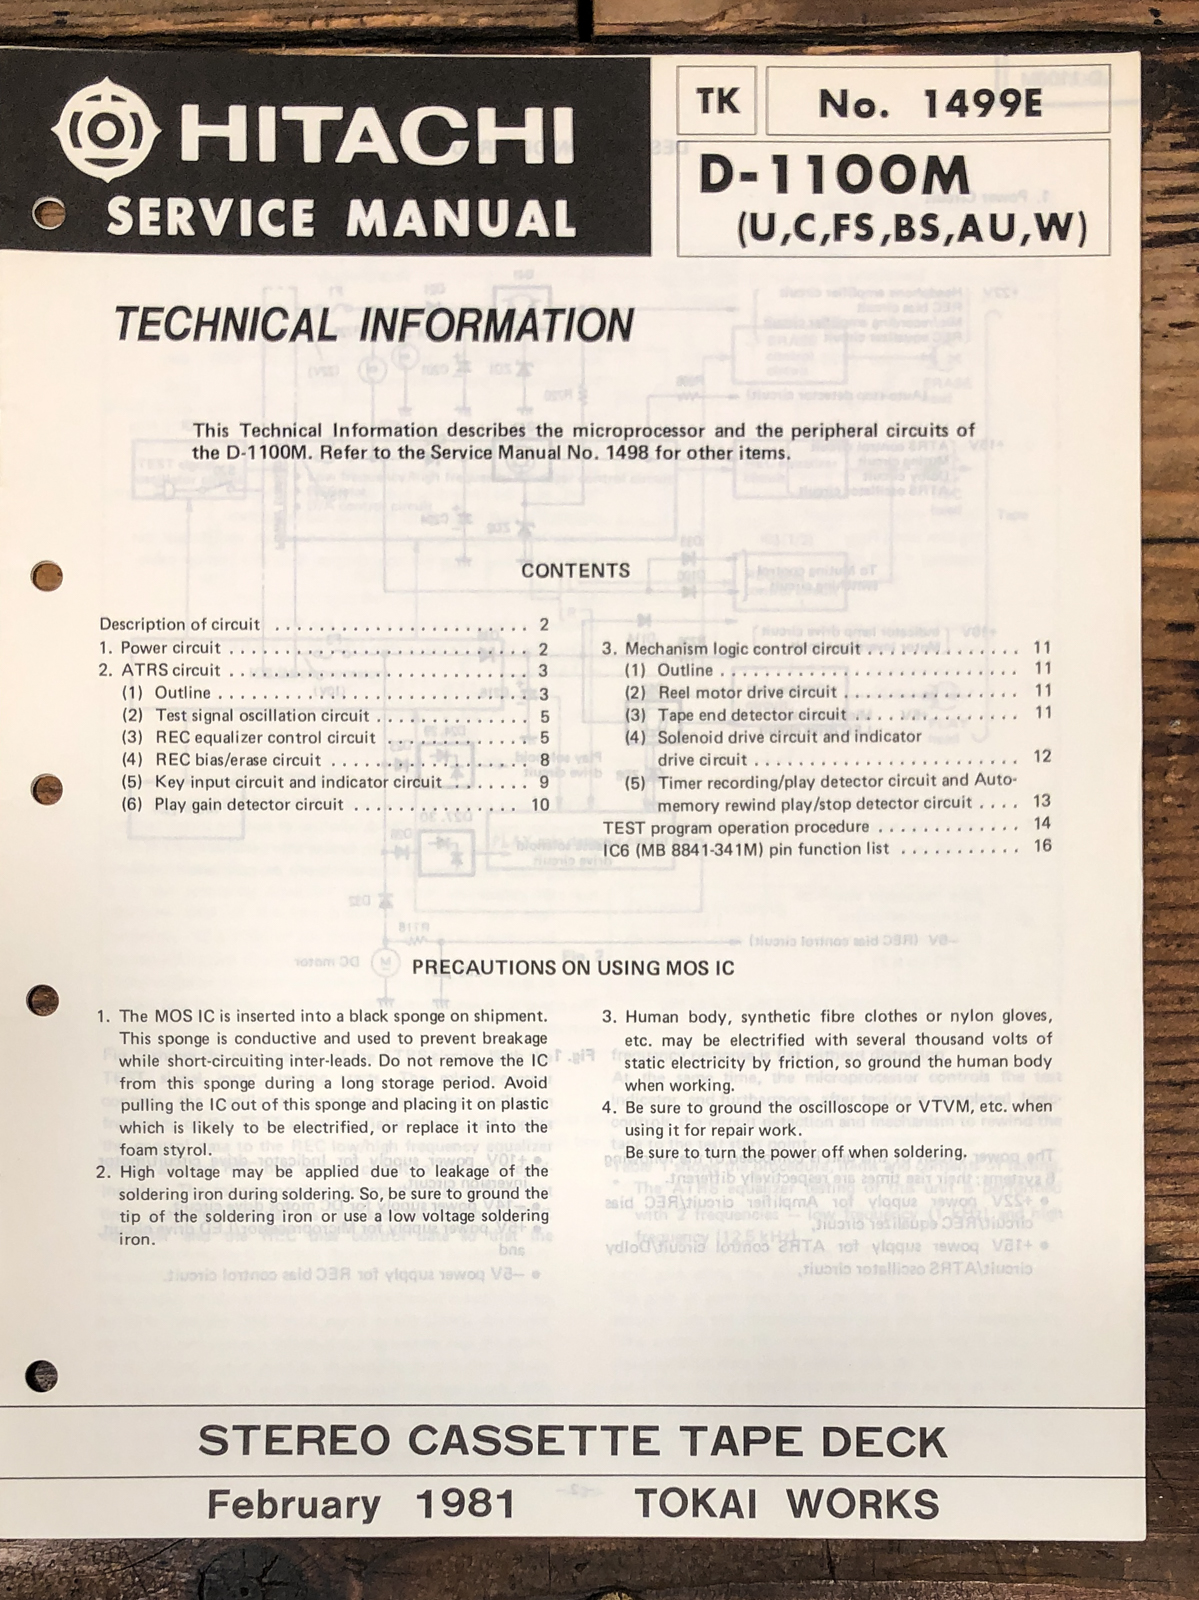 HITACHI
SERVICE MANUAL
TK
No. 1499E
D-1100M
(U,C,FS,BS,AU,W)
TECHNICAL INFORMATION
This Technical Information describes the microprocessor and the peripheral circuits of
the D-1100M. Refer to the Service Manual No. 1498 for other items.
CONTENTS
Description of circuit . . . . . . . . . . . . . . . . . . . . . . . 2
1. Power circuit . . . . . . . . . . . . . . . . . . . . . . . . . . . 2
2. ATRS circuit . . . . . . . . . . . . . . . . . . . . . . . . . . . 3
(1) Outline . . . . . . . . . . . . . . . . . . . . . . . . . . . . 3
(2) Test signal oscillation circuit . . . . . . . . . . . . . . 5
(3) REC equalizer control circuit . . . . . . . . . . . . . 5
(4) REC bias/erase circuit . . . . . . . . . . . . . . . . . . 8
(5) Key input circuit and indicator circuit . . . . . . . 9
(6) Play gain detector circuit . . . . . . . . . . . . . . . . 10
3. Mechanism logic control circuit . . . . . . . . . . . . . . 11
(1) Outline . . . . . . . . . . . . . . . . . . . . . . . . . . . 11
(2) Reel motor drive circuit . . . . . . . . . . . . . . . . 11
(3) Tape end detector circuit . . . . . . . . . . . . . . . 11
(4) Solenoid drive circuit and indicator
drive circuit . . . . . . . . . . . . . . . . . . . . . . . . 12
(5) Timer recording/play detector circuit and Auto-
memory rewind play/stop detector circuit . . . . 13
TEST program operation procedure . . . . . . . . . . . . . 14
IC6 (MB 8841-341M) pin function list . . . . . . . . . . . 16
PRECAUTIONS ON USING MOS IC
1. The MOS IC is inserted into a black sponge on shipment.
This sponge is conductive and used to prevent breakage
while short-circuiting inter-leads. Do not remove the IC
from this sponge during a long storage period. Avoid
pulling the IC out of this sponge and placing it on plastic
which is likely to be electrified, or replace it into the
foam styrol.
2. High voltage may be applied due to leakage of the
soldering iron during soldering. So, be sure to ground the
tip of the soldering iron or use a low voltage soldering
iron.
3. Human body, synthetic fibre clothes or nylon gloves,
etc. may be electrified with several thousand volts of
static electricity by friction, so ground the human body
when working.
4. Be sure to ground the oscilloscope or VTVM, etc. when
using it for repair work.
Be sure to turn the power off when soldering.
STEREO CASSETTE TAPE DECK
February 1981 TOKAI WORKS